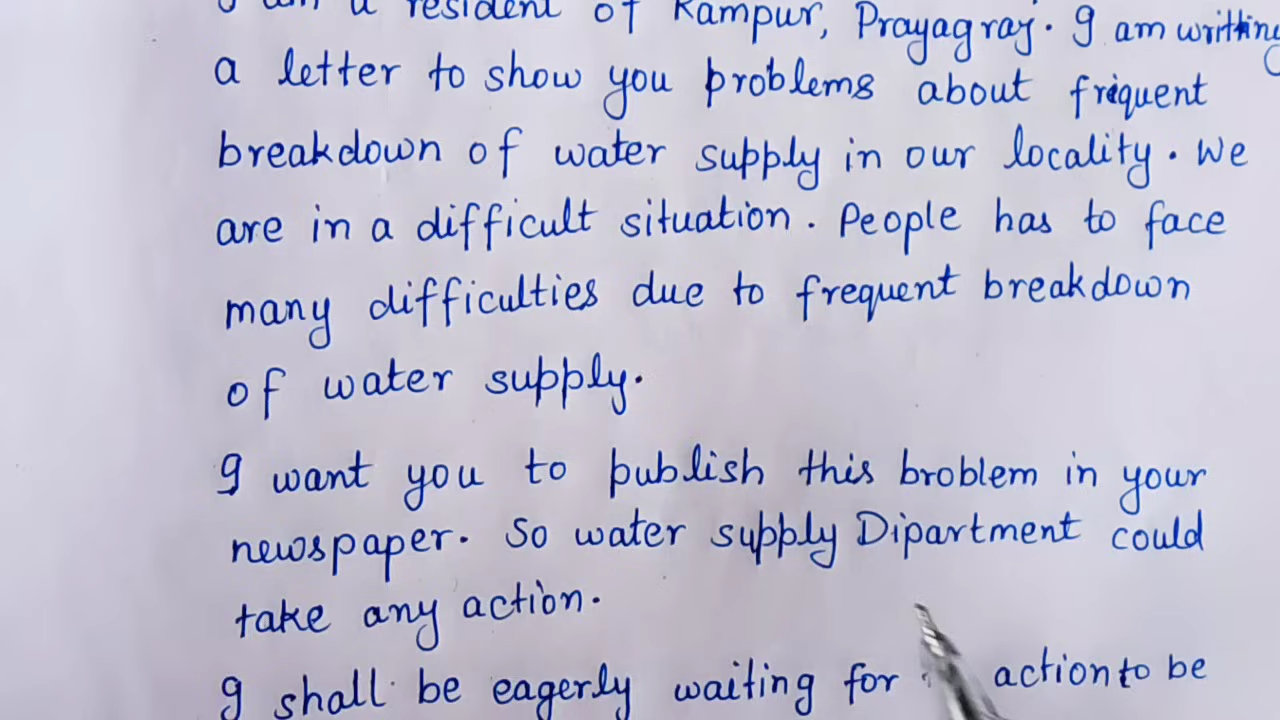 I am a resident of Rampur, Prayagraj. I am writting
a letter to show you problems about friquent
breakdown of water supply in our locality. We
are in a difficult situation. People has to face
many difficulties due to frequent breakdown
of water supply.
I want you to publish this broblem in your
newspaper. So water supply Dipartment could
take any action.
I shall be eagerly waiting for action to be